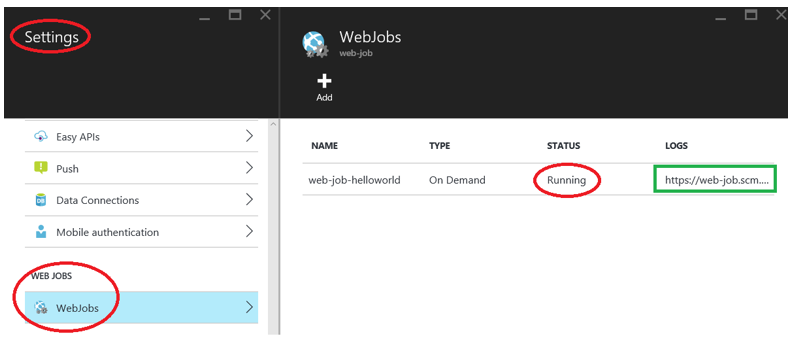 Settings
Easy APIs
Push
Data Connections
Mobile authentication
WEB JOBS
WebJobs
WebJobs
web-job
Add
NAME TYPE STATUS LOGS
web-job-helloworld On Demand Running https://web-job.scm....